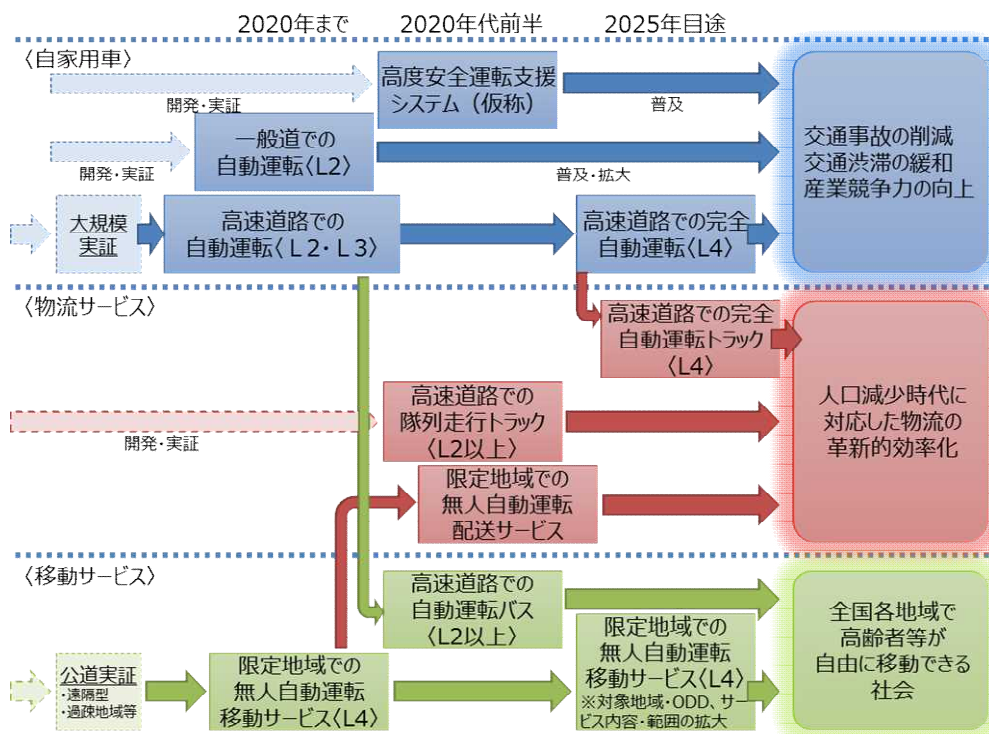 2020年まで
2020年代前半
2025年目途
〈自家用車〉
開発・実証
高度安全運転支援
システム（仮称）
普及
開発・実証
一般道での
自動運転〈L2〉
普及・拡大
大規模
実証
高速道路での
自動運転〈Ｌ２・Ｌ３〉
高速道路での完全
自動運転〈L4〉
交通事故の削減
交通渋滞の緩和
産業競争力の向上
〈物流サービス〉
高速道路での完全
自動運転トラック
〈L4〉
開発・実証
高速道路での
隊列走行トラック
〈L2以上〉
限定地域での
無人自動運転
配送サービス
人口減少時代に
対応した物流の
革新的効率化
〈移動サービス〉
高速道路での
自動運転バス
〈L2以上〉
公道実証
・遠隔型
・過疎地域等
限定地域での
無人自動運転
移動サービス〈L4〉
限定地域での
無人自動運転
移動サービス〈L4〉
※対象地域・ODD、サー
ビス内容・範囲の拡大
全国各地域で
高齢者等が
自由に移動できる
社会